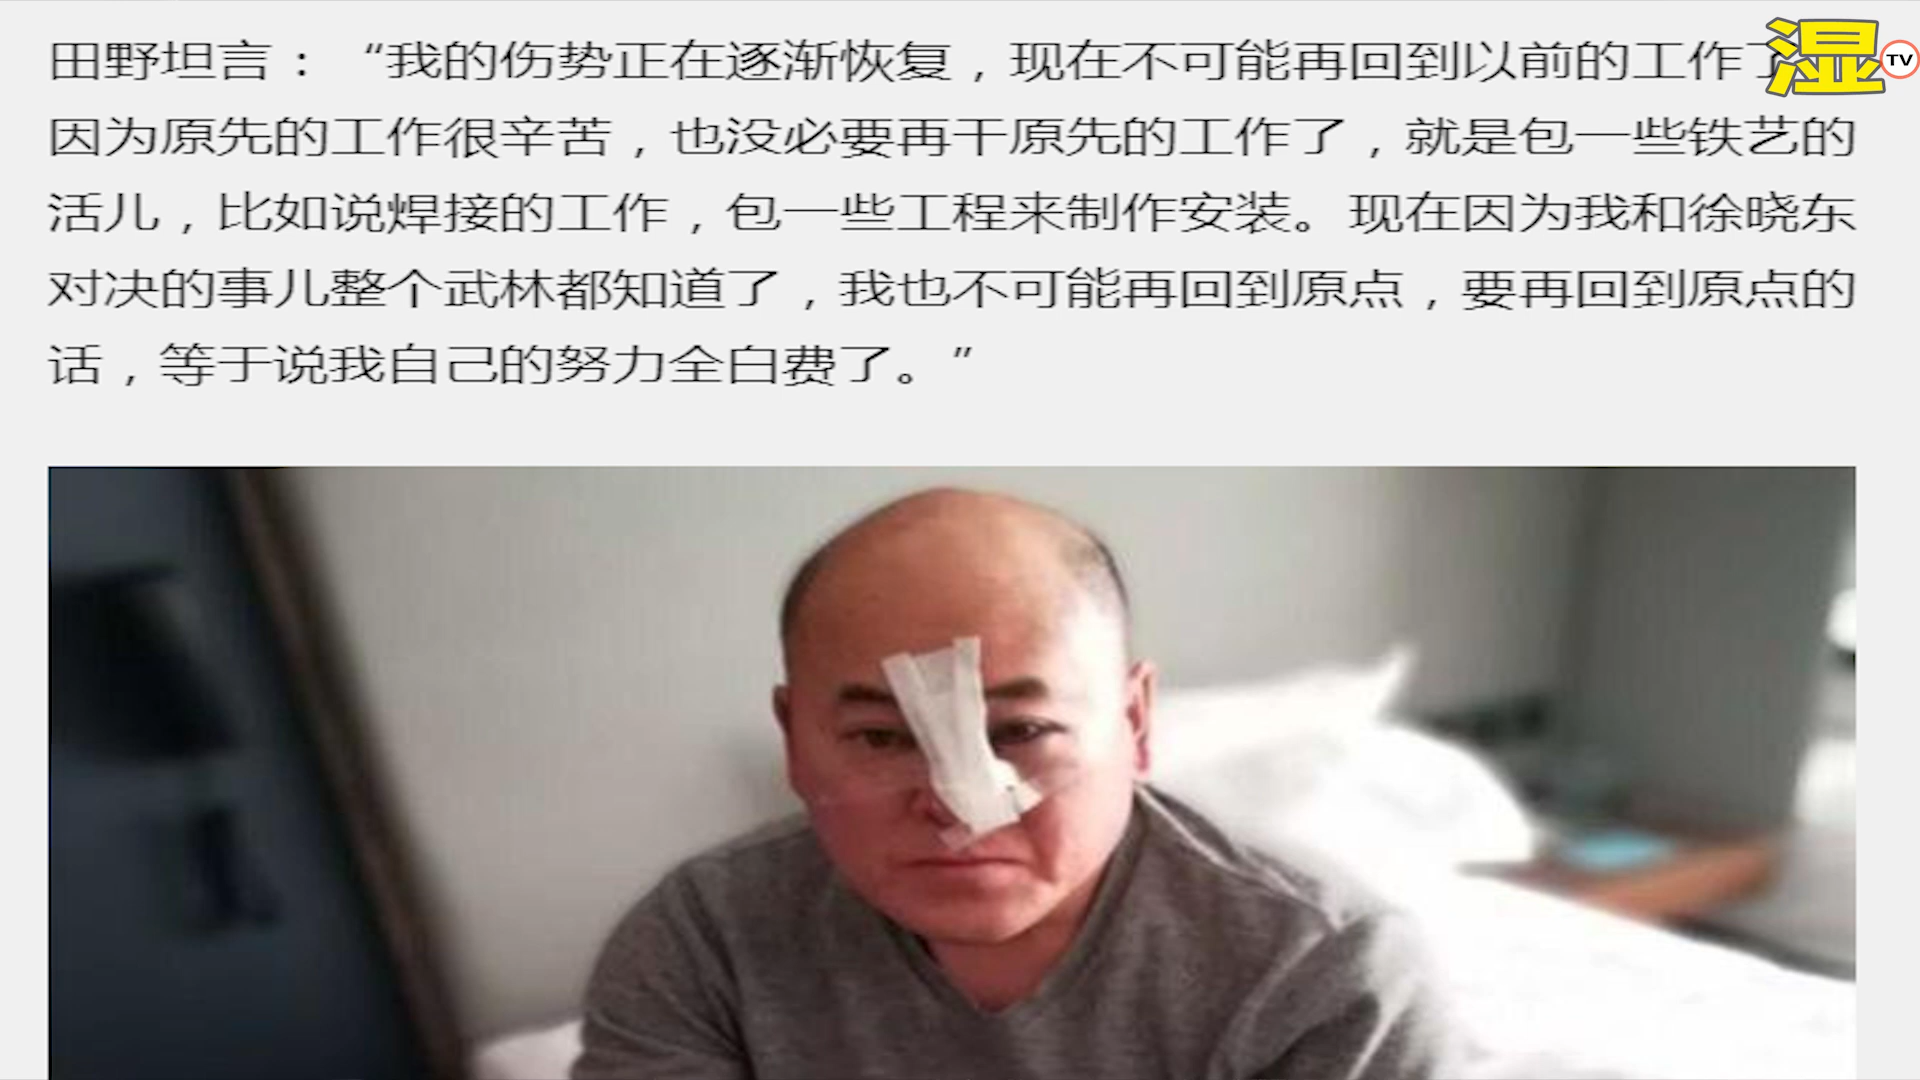 田野坦言：“我的伤势正在逐渐恢复，现在不可能再回到以前的工作了
湿 TV
因为原先的工作很辛苦，也没必要再干原先的工作了，就是包一些铁艺的
活儿，比如说焊接的工作，包一些工程来制作安装。现在因为我和徐晓东
对决的事儿整个武林都知道了，我也不可能再回到原点，要再回到原点的
话，等于说我自己的努力全白费了。”